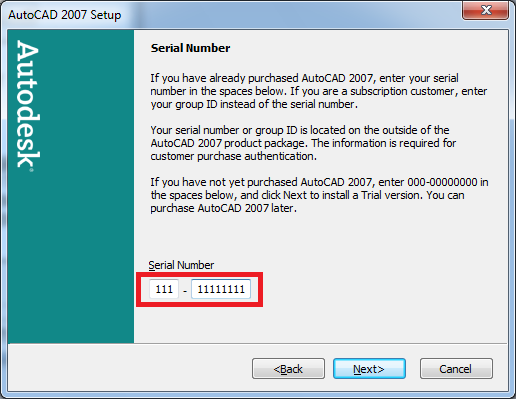 AutoCAD 2007 Setup
Autodesk®
Serial Number
If you have already purchased AutoCAD 2007, enter your serial
number in the spaces below. If you are a subscription customer, enter
your group ID instead of the serial number.
Your serial number or group ID is located on the outside of the
AutoCAD 2007 product package. The information is required for
customer purchase authentication.
If you have not yet purchased AutoCAD 2007, enter 000-00000000 in
the spaces below, and click Next to install a Trial version. You can
purchase AutoCAD 2007 later.
Serial Number
111 - 11111111
<Back Next> Cancel